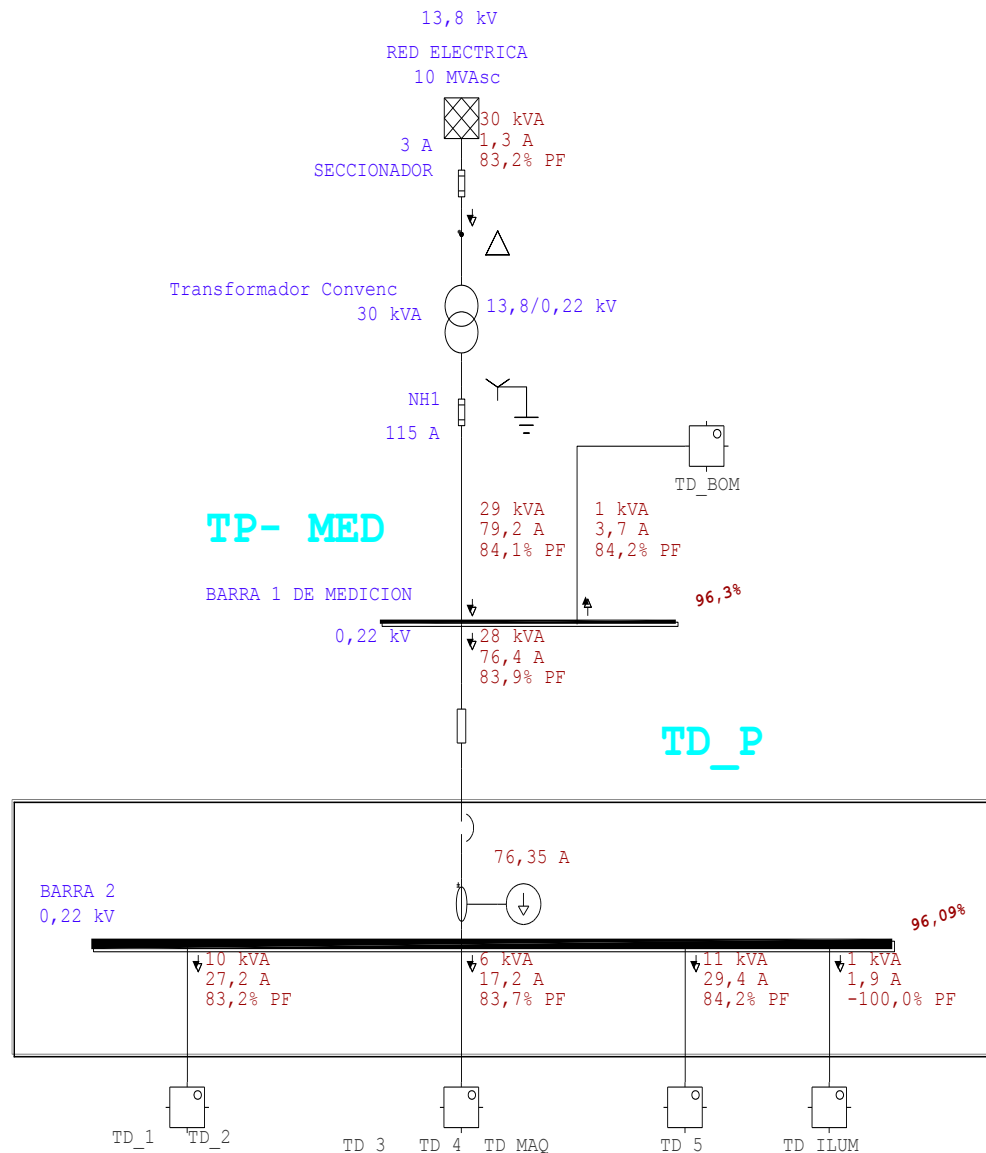 13,8 kV
RED ELECTRICA
10 MVAsc
30 kVA
1,3 A
83,2% PF
3 A
SECCIONADOR
Transformador Convenc
30 kVA
13,8/0,22 kV
NH1
115 A
TD_BOM
TP- MED
29 kVA
79,2 A
84,1% PF
1 kVA
3,7 A
84,2% PF
BARRA 1 DE MEDICION
0,22 kV
96,3%
28 kVA
76,4 A
83,9% PF
TD_P
76,35 A
BARRA 2
0,22 kV
96,09%
10 kVA
27,2 A
83,2% PF
6 kVA
17,2 A
83,7% PF
11 kVA
29,4 A
84,2% PF
1 kVA
1,9 A
-100,0% PF
TD_1 TD_2
TD 3 TD 4 TD MAQ
TD 5
TD ILUM